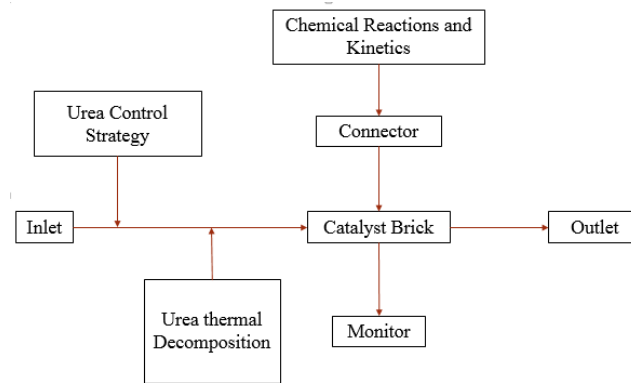 Chemical Reactions and
Kinetics
Urea Control
Strategy
Connector
Inlet
Catalyst Brick
Outlet
Urea thermal
Decomposition
Monitor